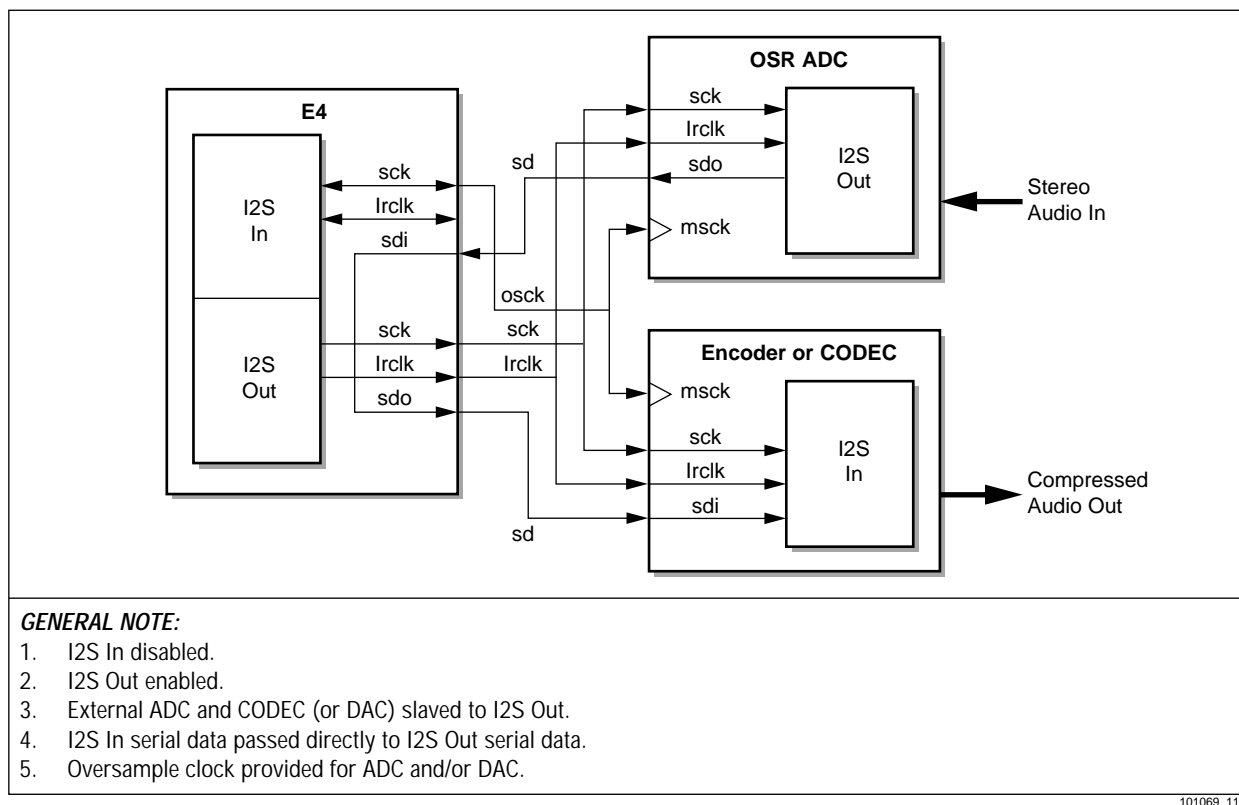 OSR ADC
sck
lrclk
sdo
I2S
Out
msck
Stereo
Audio In
E4
I2S
In
sck
lrclk
sdi
sd
osck
I2S
Out
sck
lrclk
sdo
sck
lrclk
sd
Encoder or CODEC
msck
sck
lrclk
sdi
I2S
In
Compressed
Audio Out
GENERAL NOTE:
1. I2S In disabled.
2. I2S Out enabled.
3. External ADC and CODEC (or DAC) slaved to I2S Out.
4. I2S In serial data passed directly to I2S Out serial data.
5. Oversample clock provided for ADC and/or DAC.
101069_11